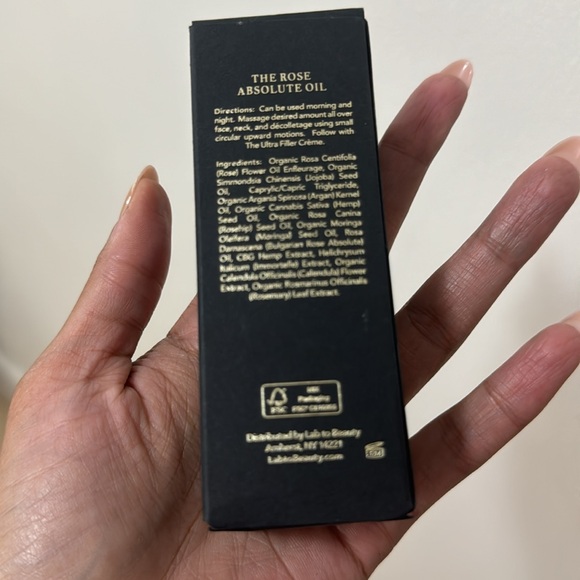 THE ROSE
ABSOLUTE OIL
Directions: Can be used morning and
night. Massage desired amount all over
face, neck, and décolletage using small
circular upward motions. Follow with
The Ultra Filler Crème.
Ingredients: Organic Rosa Centifolia
(Rose) Flower Oil Enfleurage, Organic
Simmondsia Chinensis (Jojoba) Seed
Oil, Caprylic/Capric Triglyceride,
Organic Argania Spinosa (Argan) Kernel
Oil, Organic Cannabis Sativa (Hemp)
Seed Oil, Organic Rosa Canina
(Rosehip) Seed Oil, Organic Moringa
Oleifera (Moringa) Seed Oil, Rosa
Damascena (Bulgarian Rose Absolute)
Oil, CBG Hemp Extract, Helichrysum
Italicum (Immortelle) Extract, Organic
Calendula Officinalis (Calendula) Flower
Extract, Organic Rosmarinus Officinalis
(Rosemary) Leaf Extract.
MIX
Packaging
FSC
Distributed by Lab to Beauty
Amherst, NY 14221
LabtoBeauty.com